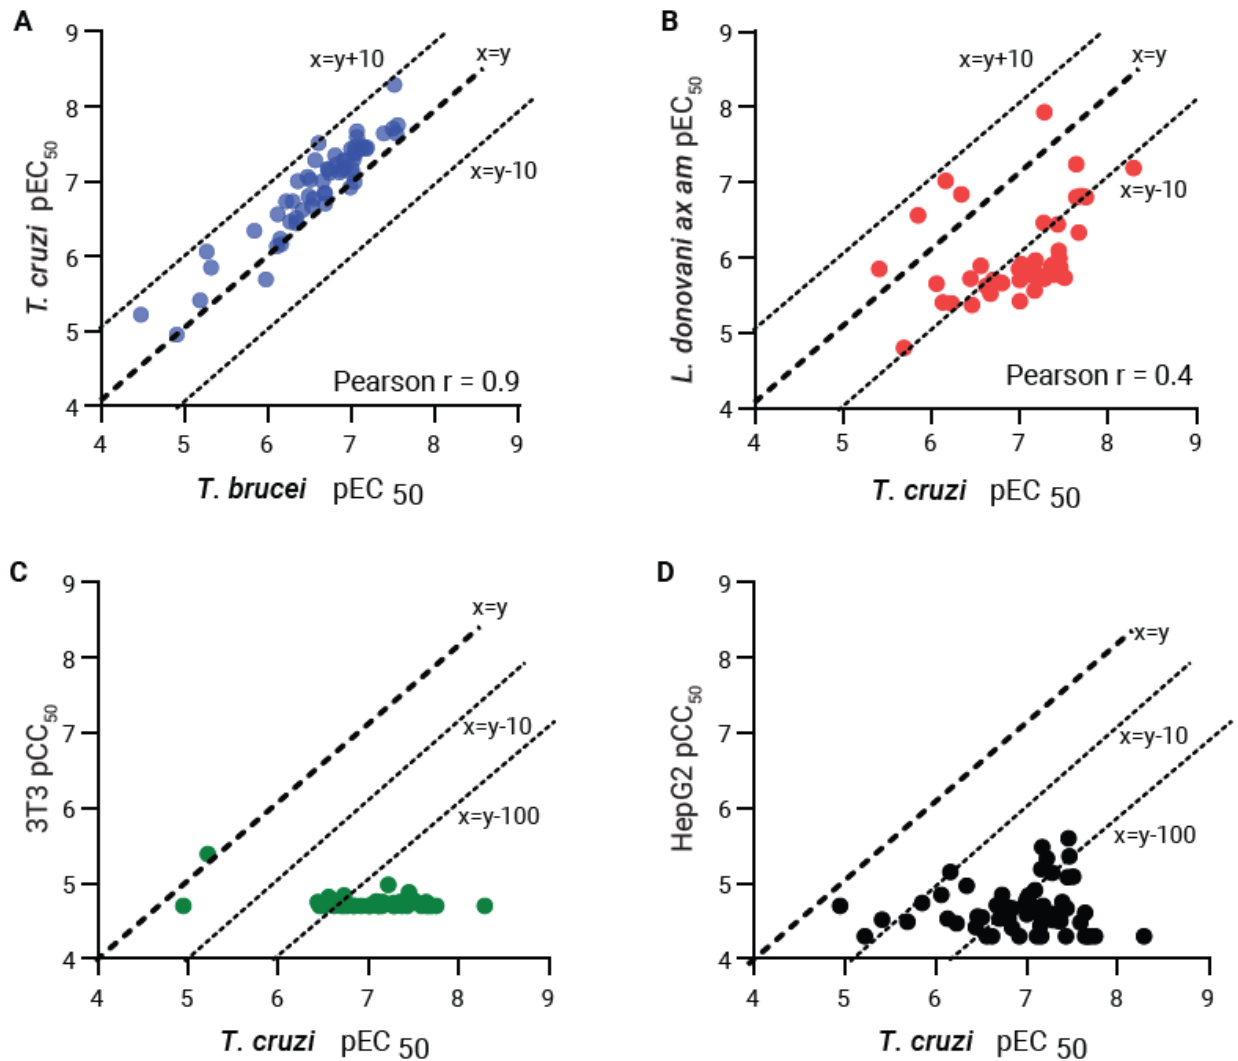 A
9
8
7
6
5
4
T. cruzi pEC50
x=y+10
x=y
x=y-10
Pearson r = 0.9
4 5 6 7 8 9
T. brucei pEC 50
B
9
8
7
6
5
4
L. donovani ax am pEC50
x=y+10
x=y
x=y-10
Pearson r = 0.4
4 5 6 7 8 9
T. cruzi pEC 50
C
9
8
7
6
5
4
3T3 pCC50
x=y
x=y-10
x=y-100
4 5 6 7 8 9
T. cruzi pEC 50
D
9
8
7
6
5
4
HepG2 pCC50
x=y
x=y-10
x=y-100
4 5 6 7 8 9
T. cruzi pEC 50